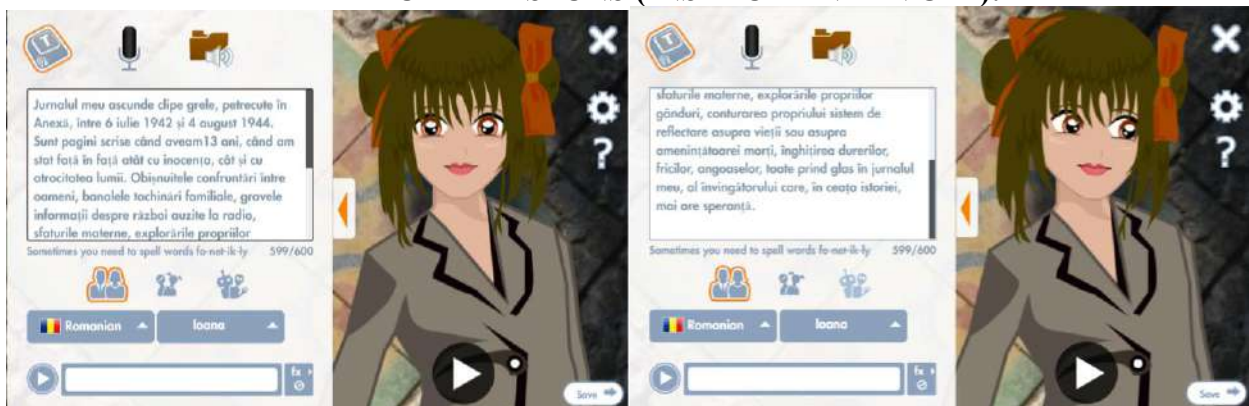 T
Jurnalul meu ascunde clipe grele, petrecute în
Anexă, între 6 iulie 1942 și 4 august 1944.
Sunt pagini scrise când aveam13 ani, când am
stat față în față atât cu inocența, cât și cu
atrocitatea lumii. Obișnuitele confruntări între
oameni, banalele tachinări familiale, gravele
informații despre război auzite la radio,
sfaturile materne, explorările propriilor
Sometimes you need to spell words fo-net-ik-ly 599/600
Romanian Ioana
fx
?
Save
T
sfaturile materne, explorările propriilor
gânduri, conturarea propriului sistem de
reflectare asupra vieții sau asupra
amenințătoarei morți, înghițirea durerilor,
fricilor, angoaselor, toate prind glas în jurnalul
meu, al învingătorului care, în ceața istoriei,
mai are speranță.
Sometimes you need to spell words fo-net-ik-ly 599/600
Romanian Ioana
fx
?
Save